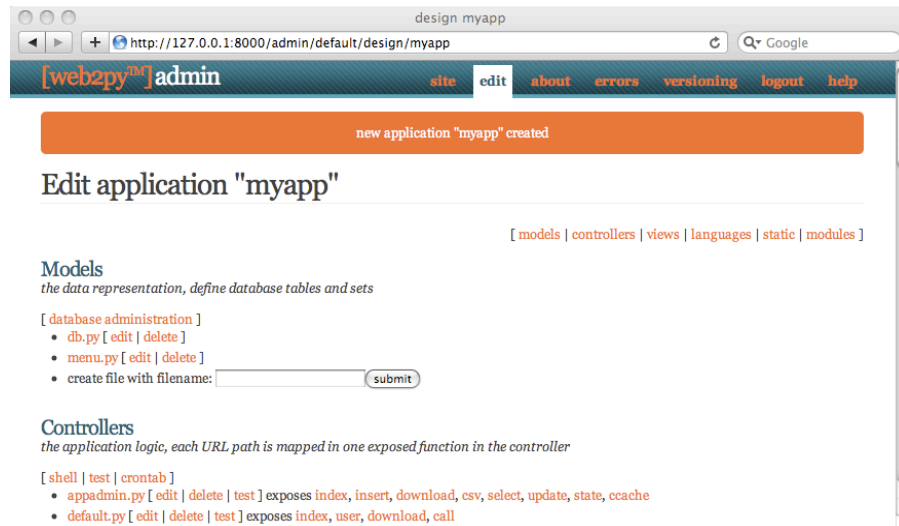 design myapp
http://127.0.0.1:8000/admin/default/design/myapp
Google
[web2py™]admin
site edit about errors versioning logout help
new application "myapp" created
Edit application "myapp"
[ models | controllers | views | languages | static | modules ]
Models
the data representation, define database tables and sets
[ database administration ]
• db.py [ edit | delete ]
• menu.py [ edit | delete ]
• create file with filename: submit
Controllers
the application logic, each URL path is mapped in one exposed function in the controller
[ shell | test | crontab ]
• appadmin.py [ edit | delete | test ] exposes index, insert, download, csv, select, update, state, ccache
• default.py [ edit | delete | test ] exposes index, user, download, call